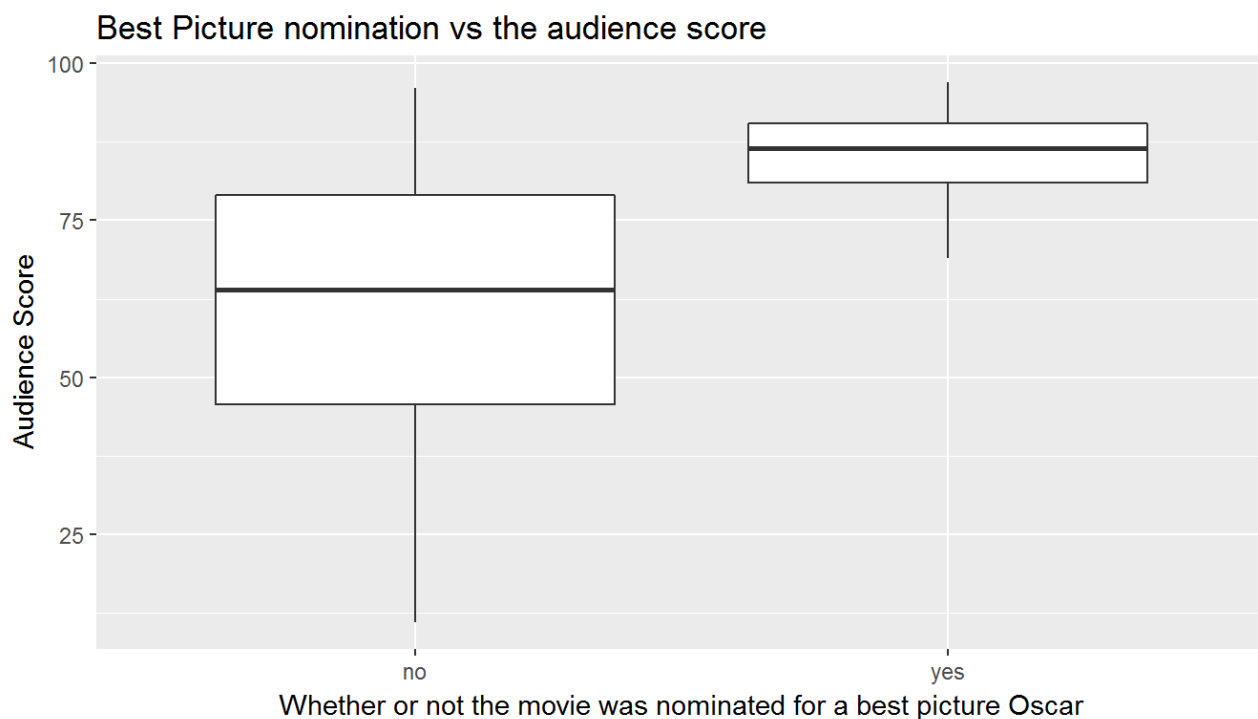 Best Picture nomination vs the audience score
100
75
50
25
Audience Score
no
yes
Whether or not the movie was nominated for a best picture Oscar